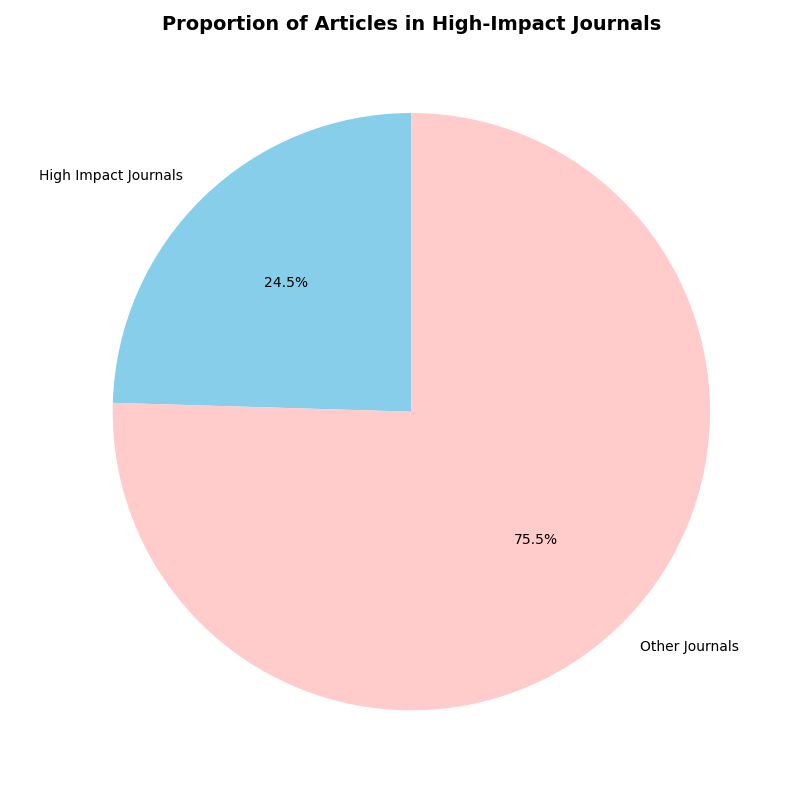 Proportion of Articles in High-Impact Journals
High Impact Journals
24.5%
75.5%
Other Journals